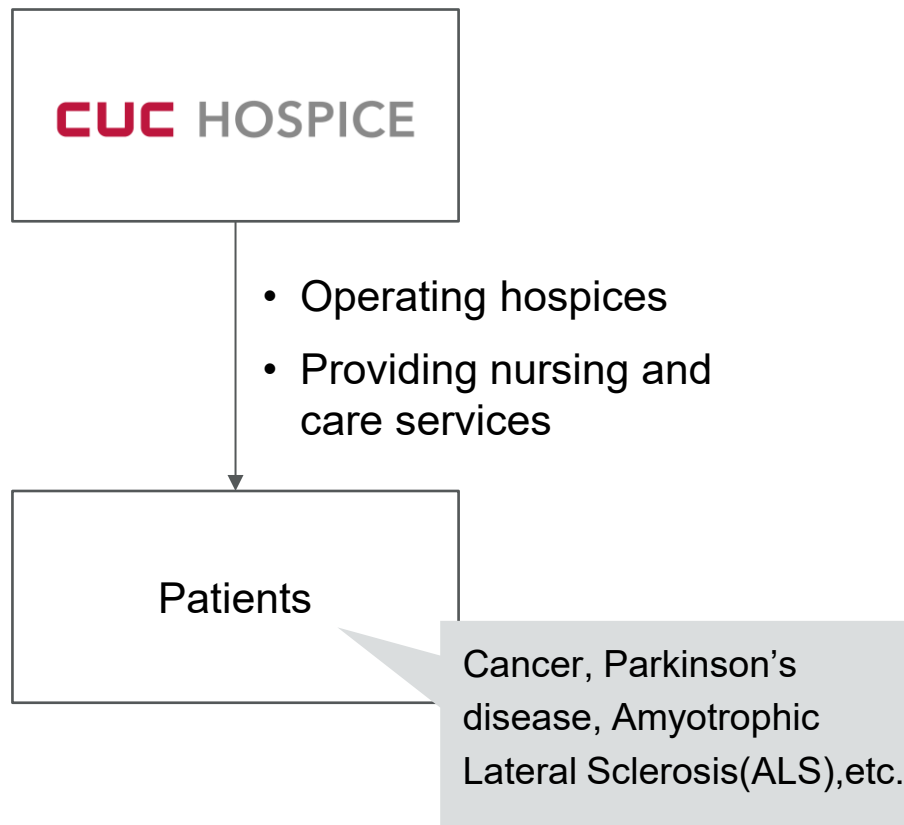 CUC HOSPICE
• Operating hospices
• Providing nursing and
care services
Patients
Cancer, Parkinson’s
disease, Amyotrophic
Lateral Sclerosis(ALS),etc.